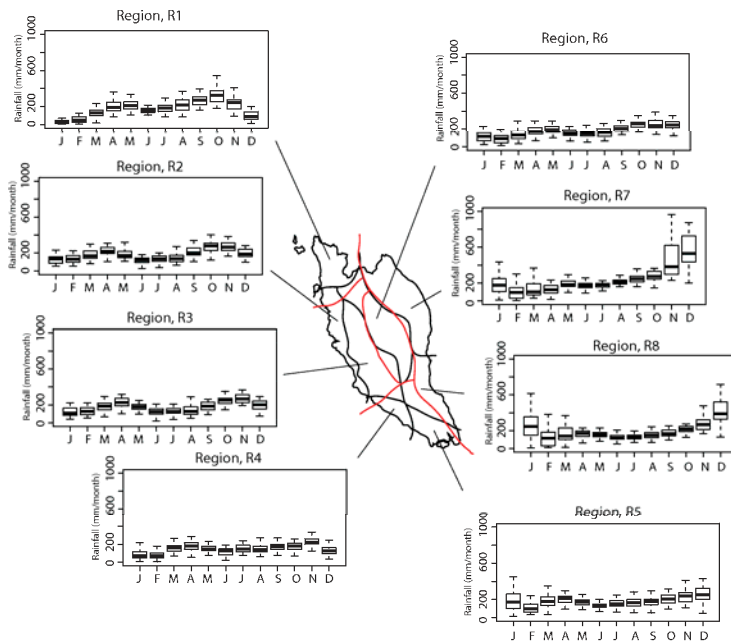 Region, R1
Rainfall (mm/month)
0 200 600 1000
J F M A M J J A S O N D
Region, R2
Rainfall (mm/month)
0 200 600 1000
J F M A M J J A S O N D
Region, R3
Rainfall (mm/month)
0 200 600 1000
J F M A M J J A S O N D
Region, R4
Rainfall (mm/month)
0 200 600 1000
J F M A M J J A S O N D
Region, R6
Rainfall (mm/month)
0 200 600 1000
J F M A M J J A S O N D
Region, R7
Rainfall (mm/month)
0 200 600 1000
J F M A M J J A S O N D
Region, R8
Rainfall (mm/month)
0 200 600 1000
J F M A M J J A S O N D
Region, R5
Rainfall (mm/month)
0 200 600 1000
J F M A M J J A S O N D